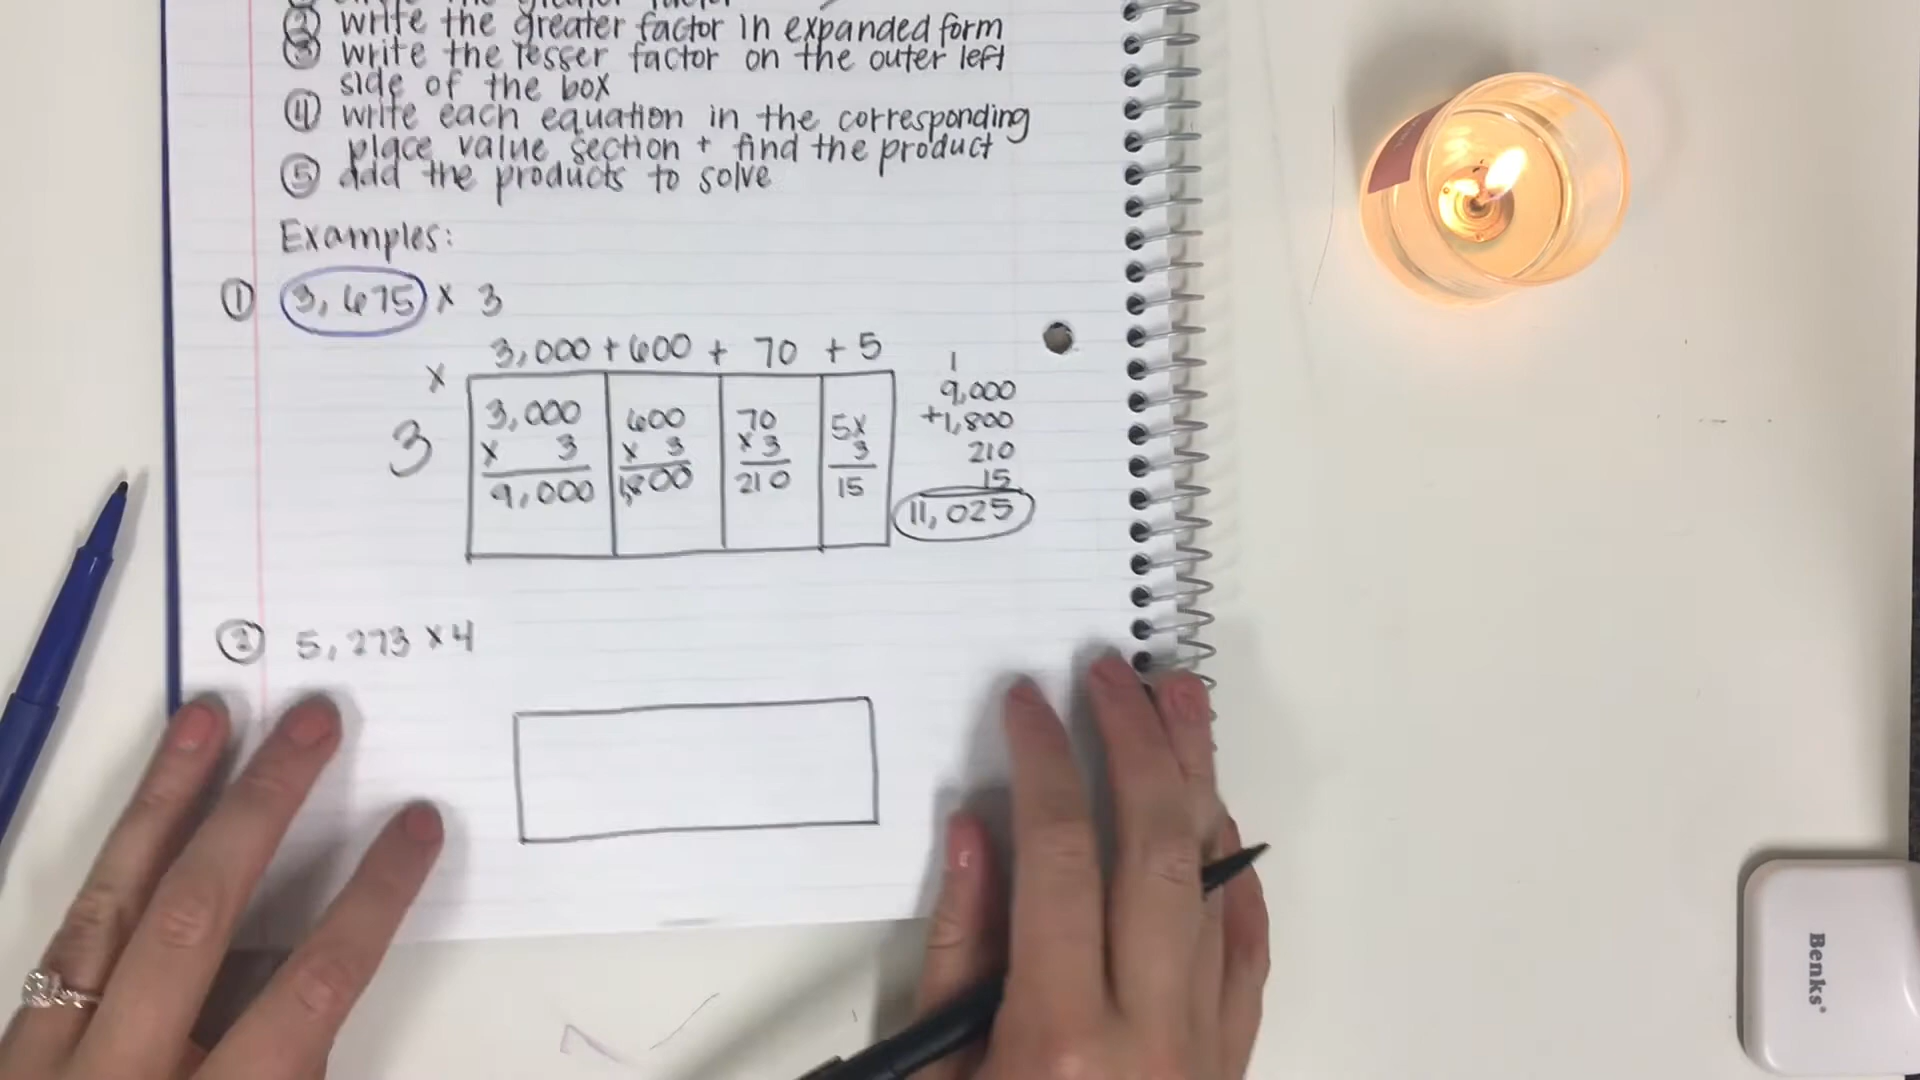 ② write the greater factor in expanded form
③ write the lesser factor on the outer left
side of the box
④ write each equation in the corresponding
place value section + find the product
⑤ add the products to solve
Examples:
① 3,675 × 3
3,000 + 600 + 70 + 5
×
3
3,000
× 3
9,000
600
× 3
1,800
70
× 3
210
5×
3
15
1
9,000
+1,800
210
15
11,025
② 5,273 × 4
Benks®